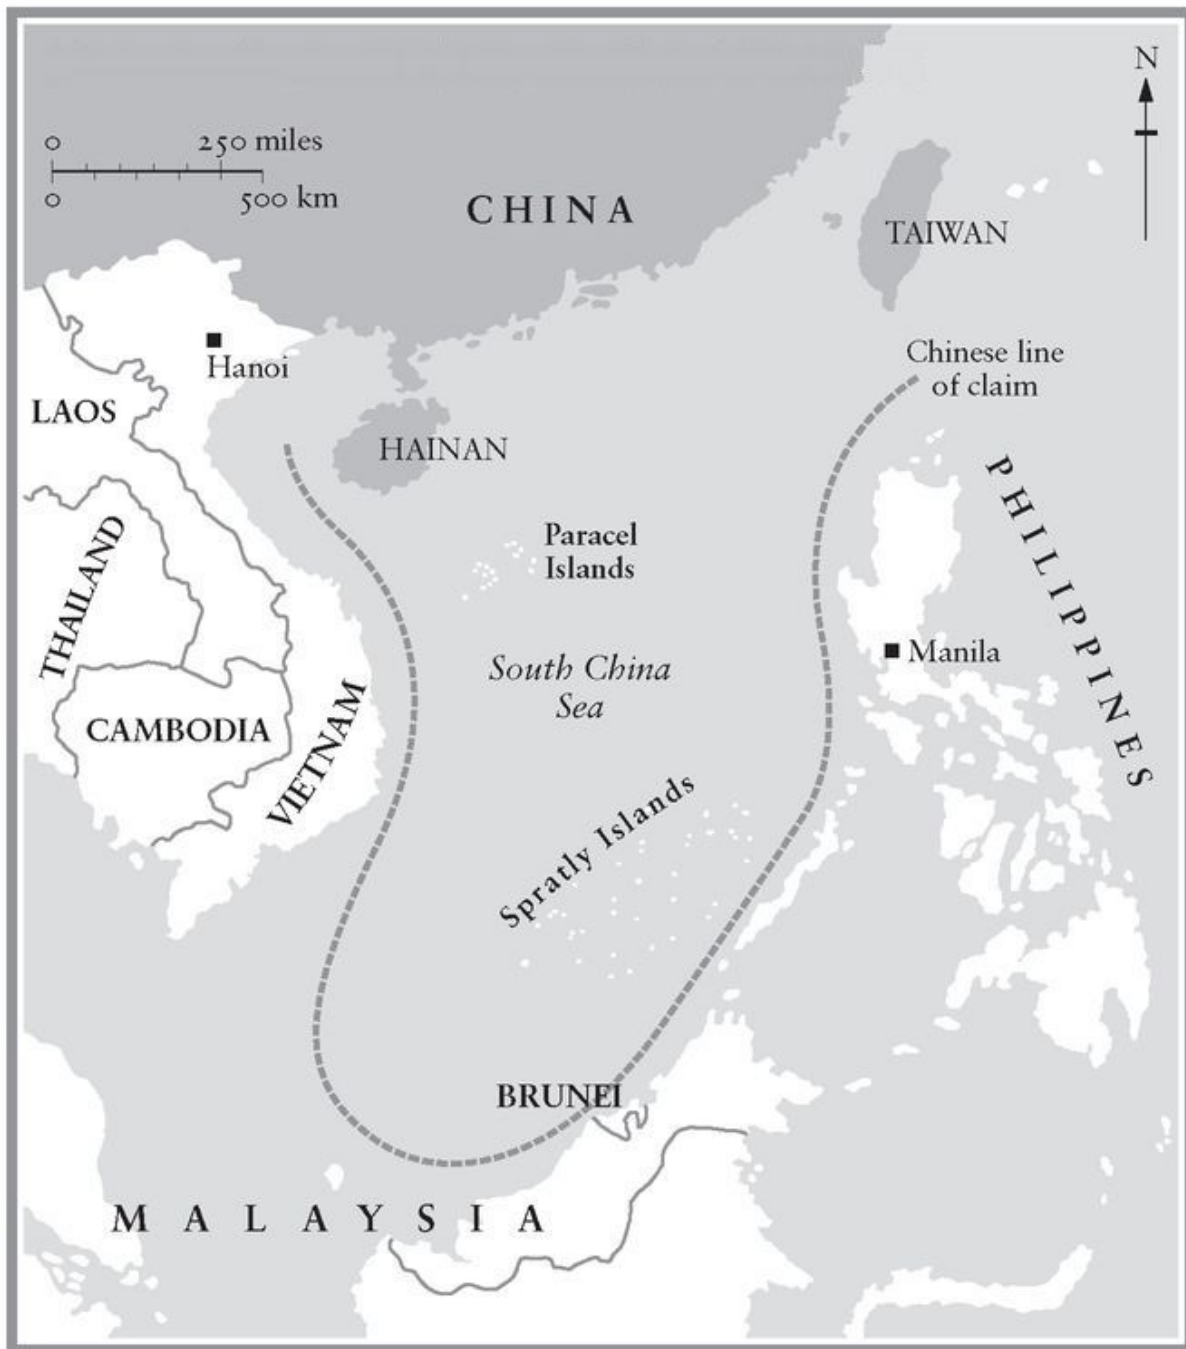 N
0 250 miles
0 500 km
CHINA
TAIWAN
Hanoi
Chinese line
of claim
LAOS
HAINAN
PHILIPPINES
Paracel
Islands
THAILAND
Manila
South China
Sea
CAMBODIA
VIETNAM
Spratly Islands
BRUNEI
MALAYSIA